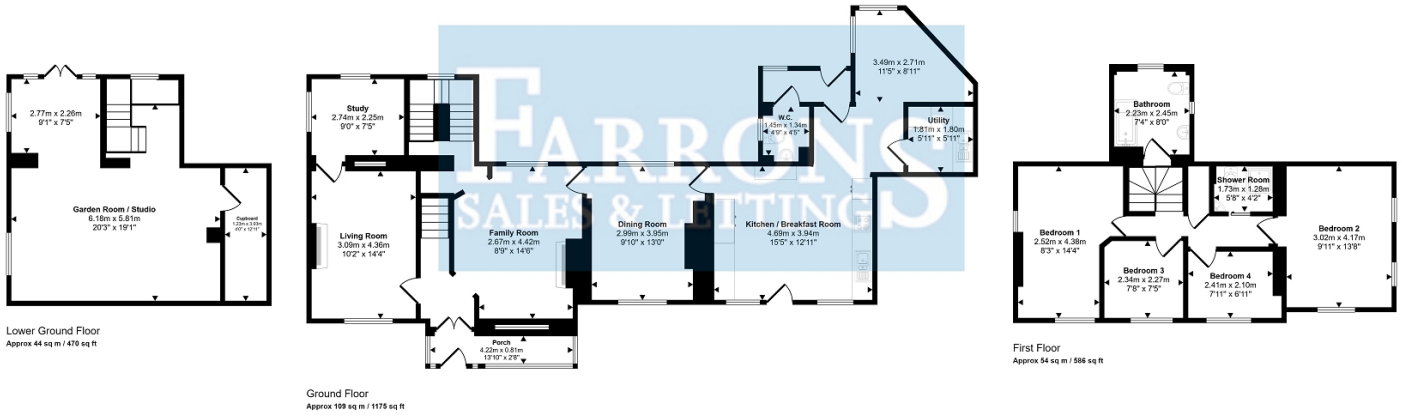 2.77m x 2.26m
9'1" x 7'5"
Garden Room / Studio
6.18m x 5.81m
20'3" x 19'1"
Cupboard
1.23m x 3.93m
4'0" x 12'11"
Lower Ground Floor
Approx 44 sq m / 470 sq ft
FARRONS
SALES & LETTINGS
Study
2.74m x 2.25m
9'0" x 7'5"
Living Room
3.09m x 4.36m
10'2" x 14'4"
Family Room
2.67m x 4.42m
8'9" x 14'6"
Dining Room
2.99m x 3.95m
9'10" x 13'0"
Kitchen / Breakfast Room
4.69m x 3.94m
15'5" x 12'11"
W.C.
1.45m x 1.34m
4'9" x 4'5"
3.49m x 2.71m
11'5" x 8'11"
Utility
1.81m x 1.80m
5'11" x 5'11"
Porch
4.22m x 0.81m
13'10" x 2'8"
Ground Floor
Approx 109 sq m / 1175 sq ft
Bathroom
2.23m x 2.45m
7'4" x 8'0"
Shower Room
1.73m x 1.28m
5'8" x 4'2"
Bedroom 1
2.52m x 4.38m
8'3" x 14'4"
Bedroom 2
3.02m x 4.17m
9'11" x 13'8"
Bedroom 3
2.34m x 2.27m
7'8" x 7'5"
Bedroom 4
2.41m x 2.10m
7'11" x 6'11"
First Floor
Approx 54 sq m / 586 sq ft